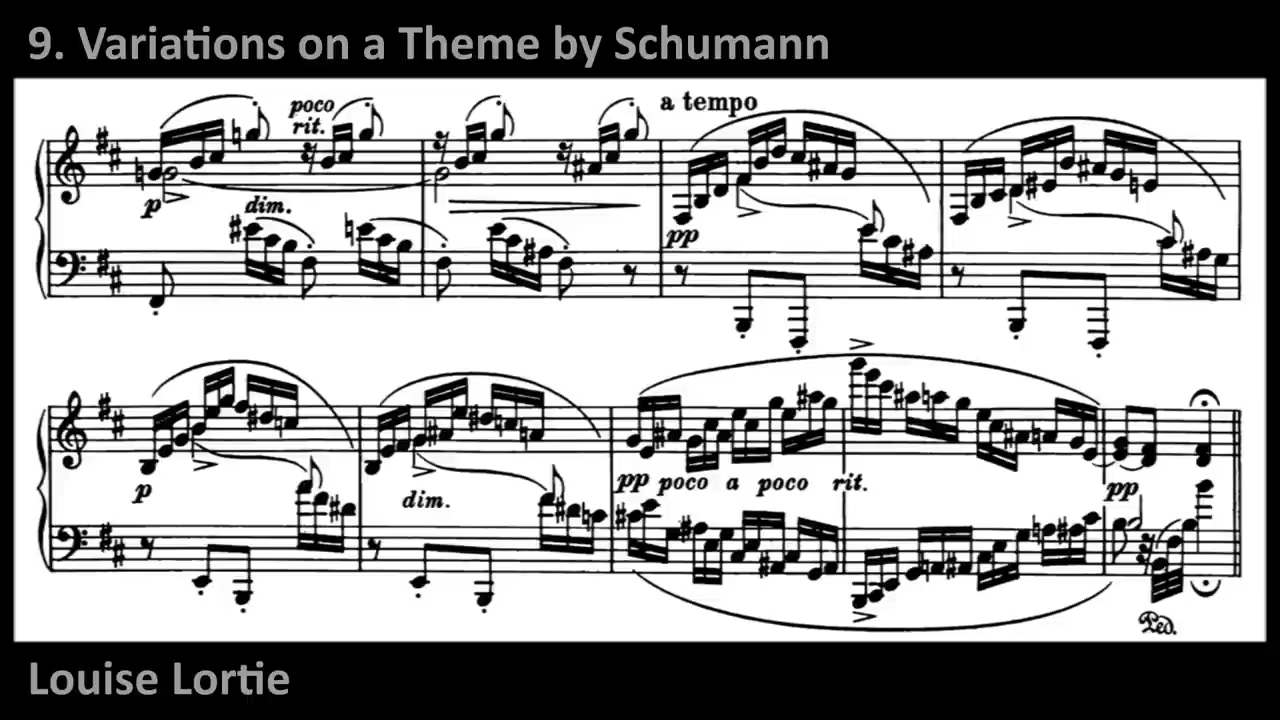 9. Variations on a Theme by Schumann
poco
rit.
a tempo
p
dim.
pp
p
dim.
pp poco a poco rit.
pp
Ped.
Louise Lortie